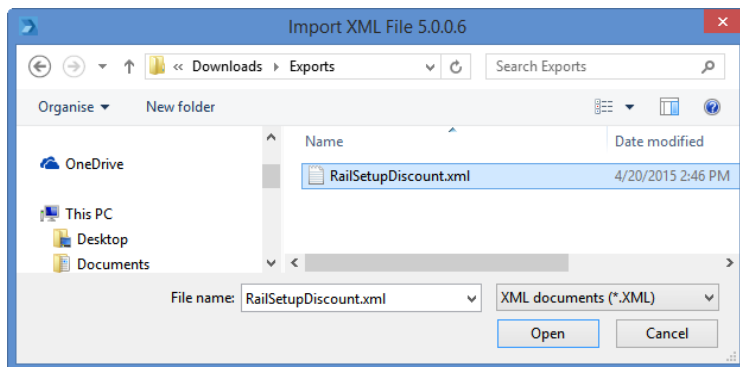 Import XML File 5.0.0.6
« Downloads Exports Search Exports
Organise New folder
Name Date modified
OneDrive
RailSetupDiscount.xml 4/20/2015 2:46 PM
This PC
Desktop
Documents
File name: RailSetupDiscount.xml XML documents (*.XML)
Open Cancel